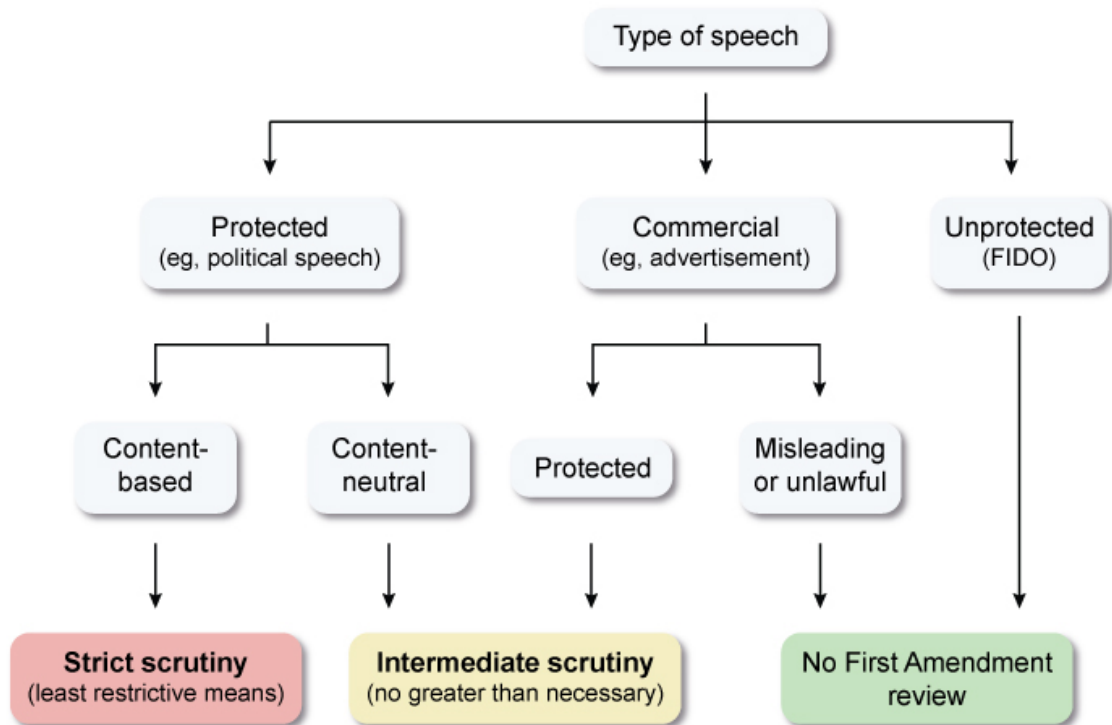 Type of speech
Protected
(eg, political speech)
Commercial
(eg, advertisement)
Unprotected
(FIDO)
Content-
based
Content-
neutral
Protected
Misleading
or unlawful
Strict scrutiny
(least restrictive means)
Intermediate scrutiny
(no greater than necessary)
No First Amendment
review